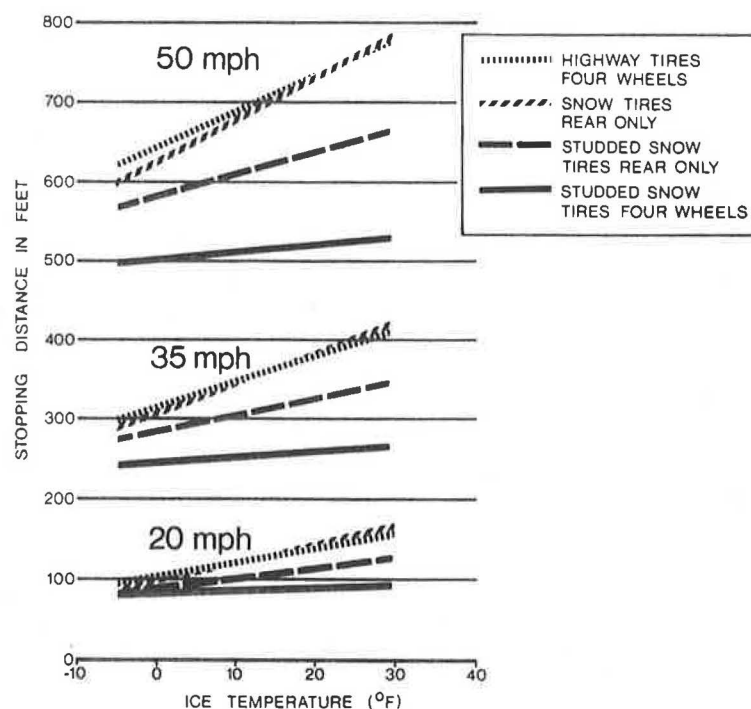 800
700
600
500
400
300
200
100
0
STOPPING DISTANCE IN FEET
50 mph
35 mph
20 mph
-10
0
10
20
30
40
ICE TEMPERATURE (°F)
HIGHWAY TIRES
FOUR WHEELS
SNOW TIRES
REAR ONLY
STUDDED SNOW
TIRES REAR ONLY
STUDDED SNOW
TIRES FOUR WHEELS